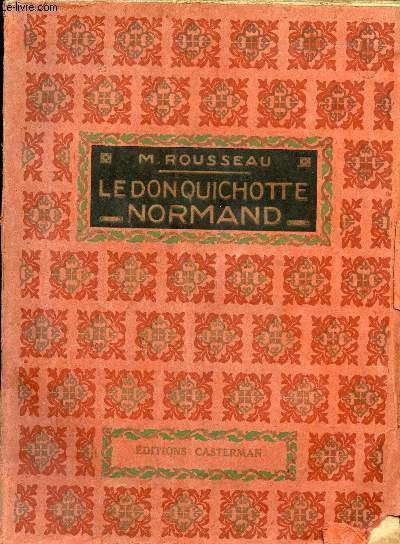 Le-livre.com
M. ROUSSEAU
LE DON QUICHOTTE
NORMAND
ÉDITIONS CASTERMAN